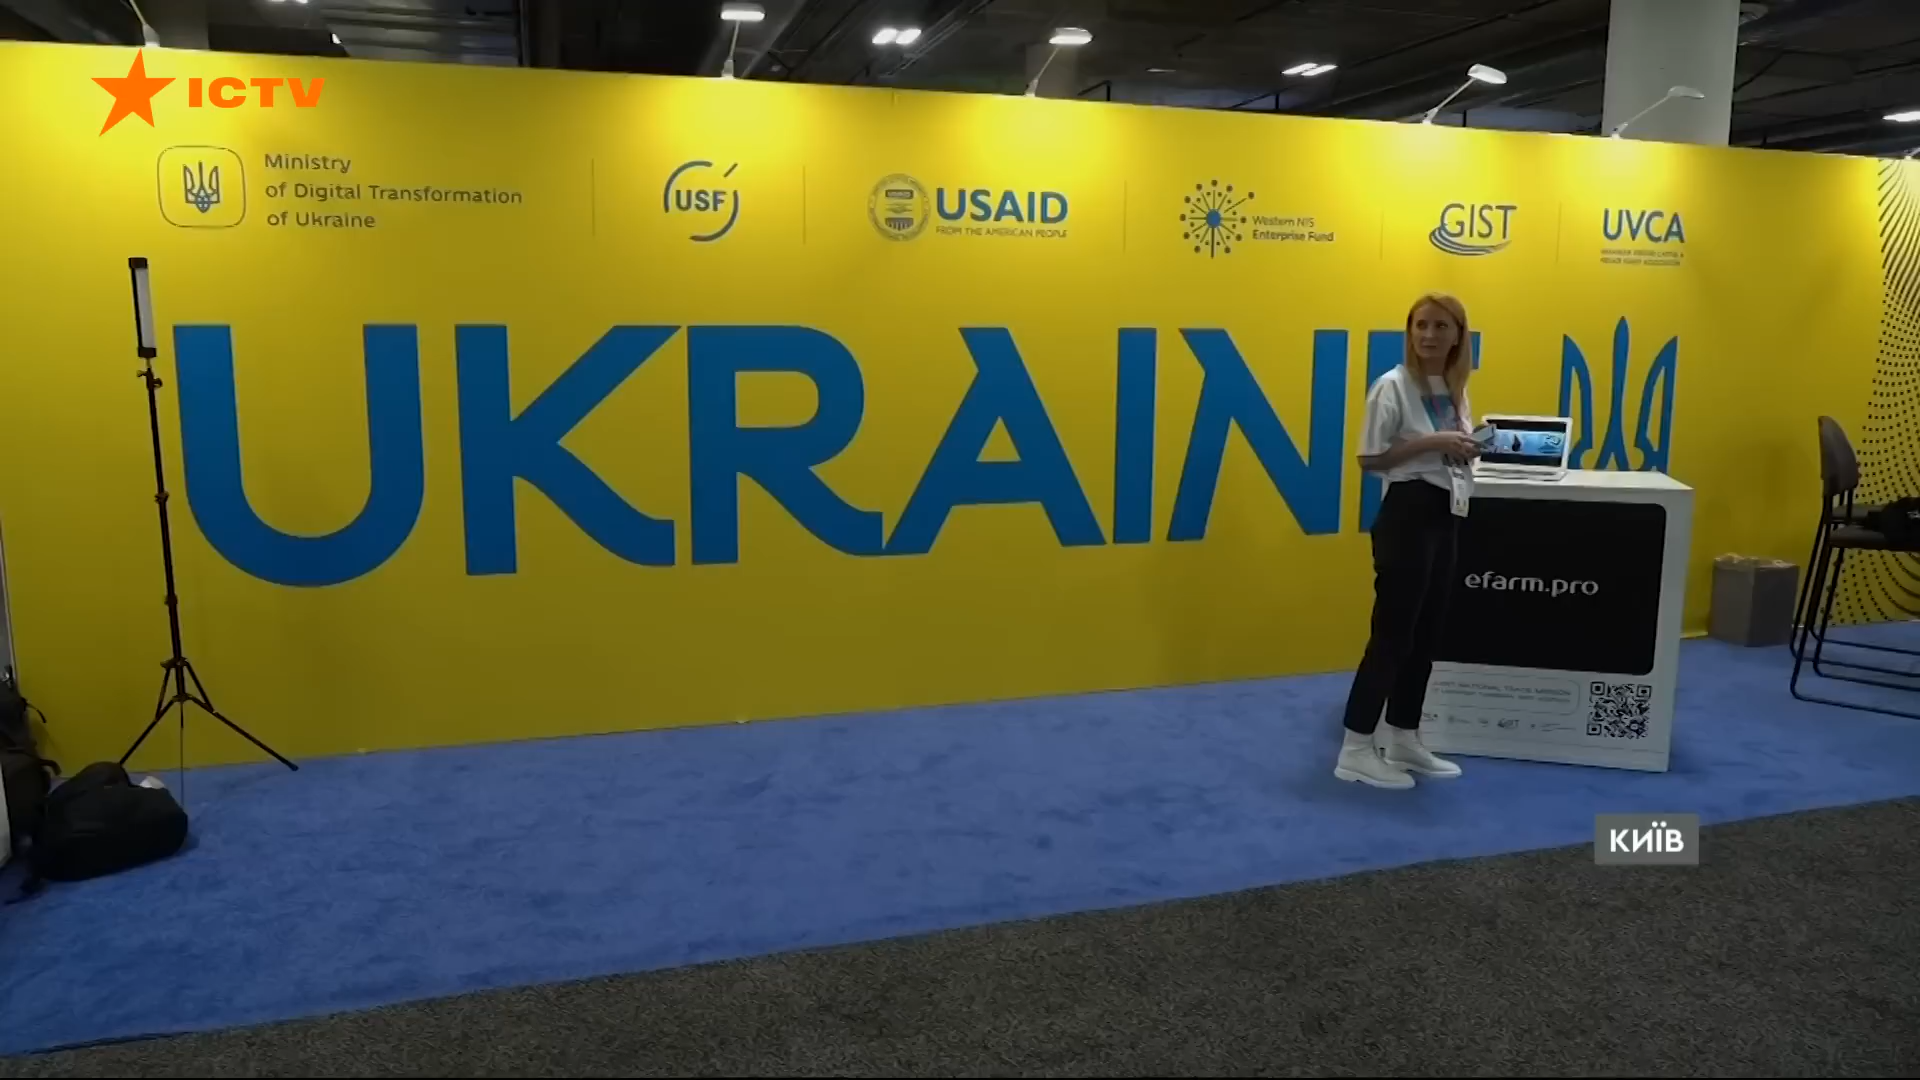 ICTV
Ministry
of Digital Transformation
of Ukraine
USF
USAID
FROM THE AMERICAN PEOPLE
Western NIS
Enterprise Fund
GIST
UVCA
UKRAINE
efarm.pro
GIST
КИЇВ